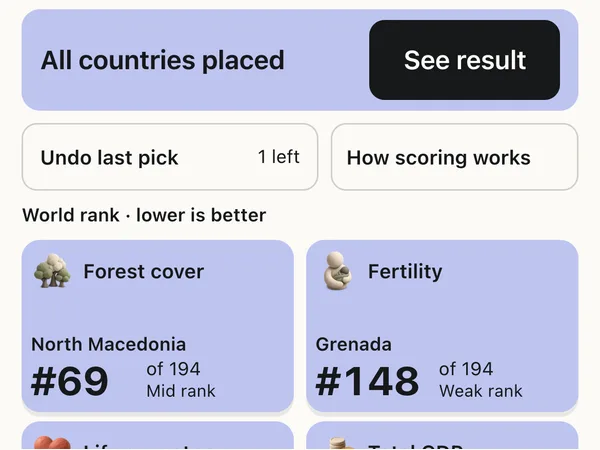 All countries placed
See result
Undo last pick
1 left
How scoring works
World rank · lower is better
Forest cover
North Macedonia
#69
of 194
Mid rank
Fertility
Grenada
#148
of 194
Weak rank